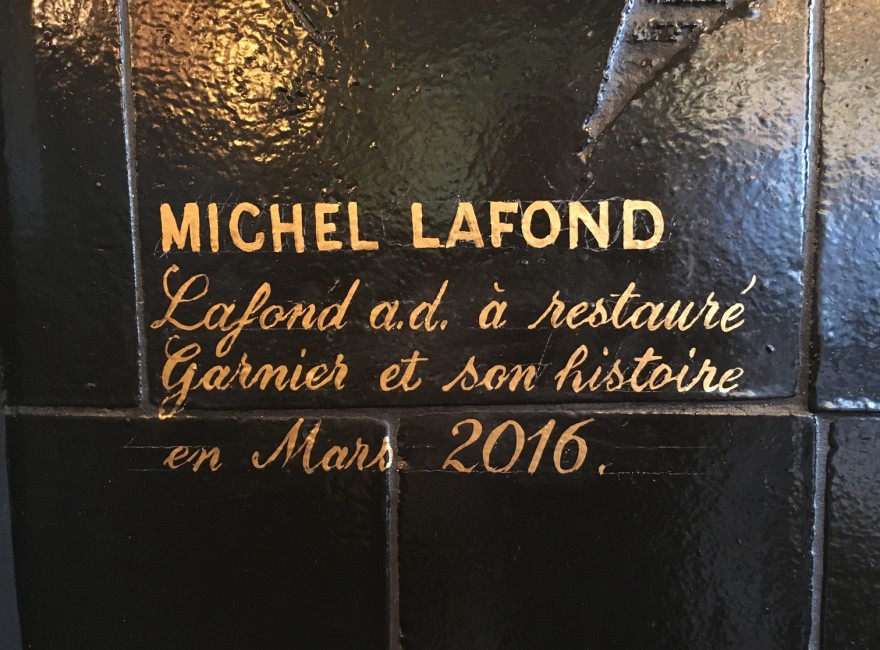 MICHEL LAFOND
Lafond a.d. à restauré
Garnier et son histoire
en Mars 2016.